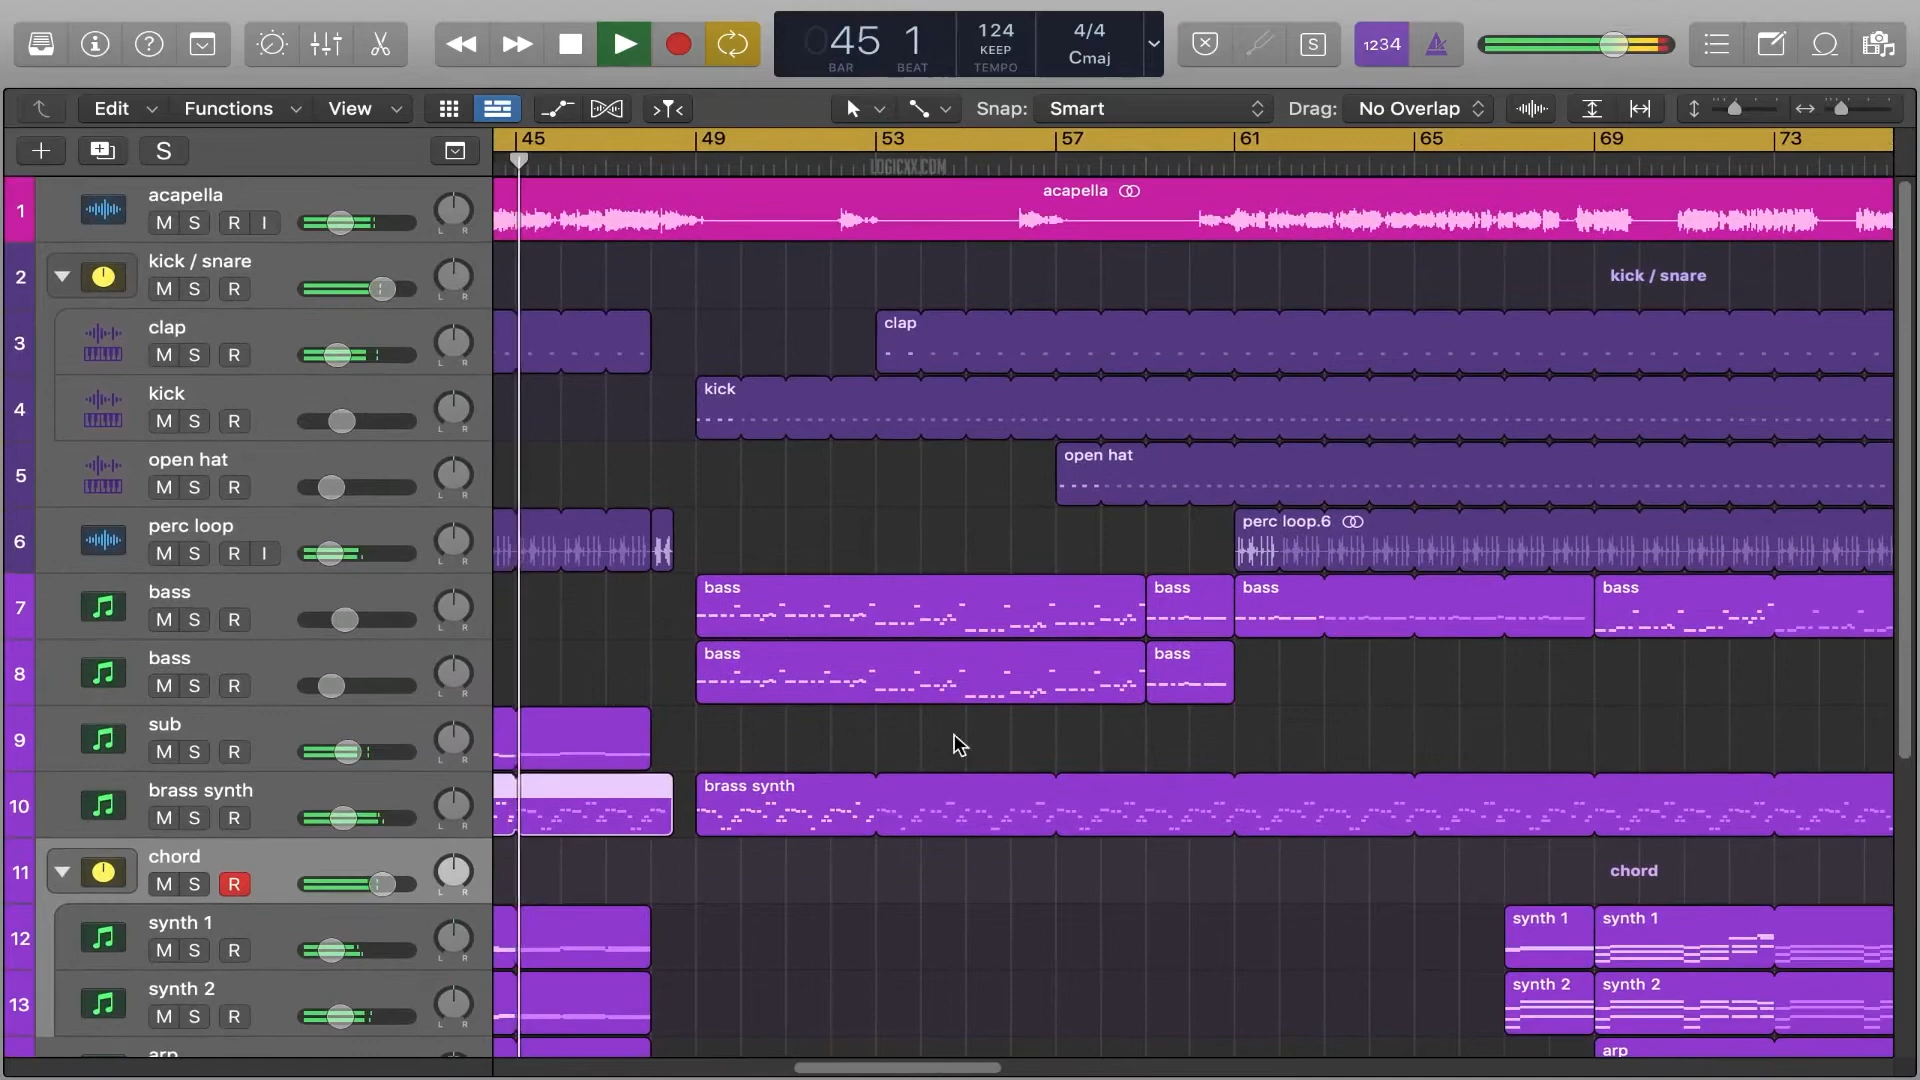 045 1
BAR BEAT
124
KEEP
TEMPO
4/4
Cmaj
S
1234
Edit
Functions
View
Snap: Smart
Drag: No Overlap
S
45 49 53 57 61 65 69 73
LOGICXX.COM
1 acapella
M S R I
L R
acapella
2 kick / snare
M S R
L R
kick / snare
3 clap
M S R
L R
clap
4 kick
M S R
L R
kick
5 open hat
M S R
L R
open hat
6 perc loop
M S R I
L R
perc loop.6
7 bass
M S R
L R
bass bass bass bass
8 bass
M S R
L R
bass bass
9 sub
M S R
L R
10 brass synth
M S R
L R
brass synth
11 chord
M S R
L R
chord
12 synth 1
M S R
L R
synth 1 synth 1
13 synth 2
M S R
L R
synth 2 synth 2
arp
arp